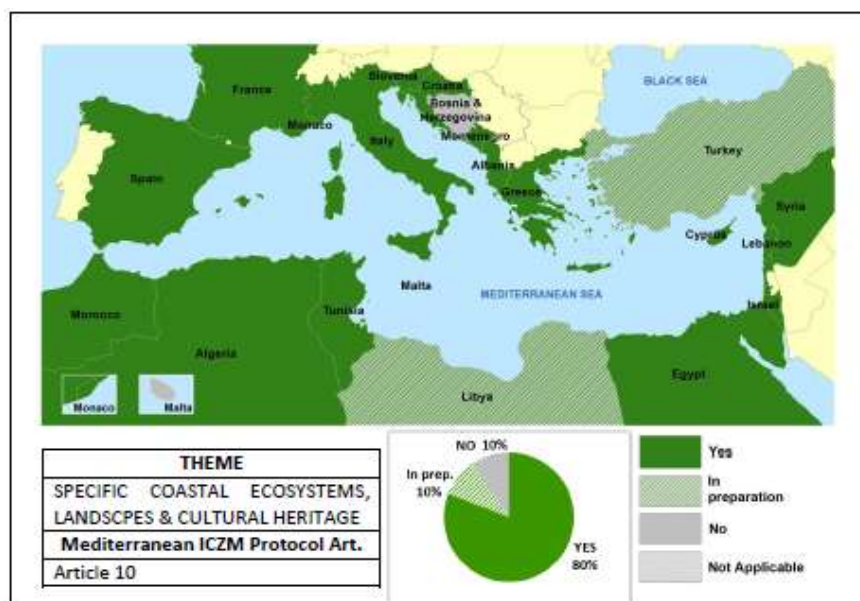 BLACK SEA
Slovenia
Croatia
France
Bosnia &
Herzegovina
Monaco
Montenegro
Italy
Turkey
Albania
Spain
Greece
Syria
Cyprus
Lebanon
Malta
MEDITERRANEAN SEA
Israel
Morocco
Tunisia
Algeria
Egypt
Libya
Monaco
Malta
THEME
SPECIFIC COASTAL ECOSYSTEMS,
LANDSCPES & CULTURAL HERITAGE
Mediterranean ICZM Protocol Art.
Article 10
NO 10%
In prep.
10%
YES
80%
Yes
In
preparation
No
Not Applicable